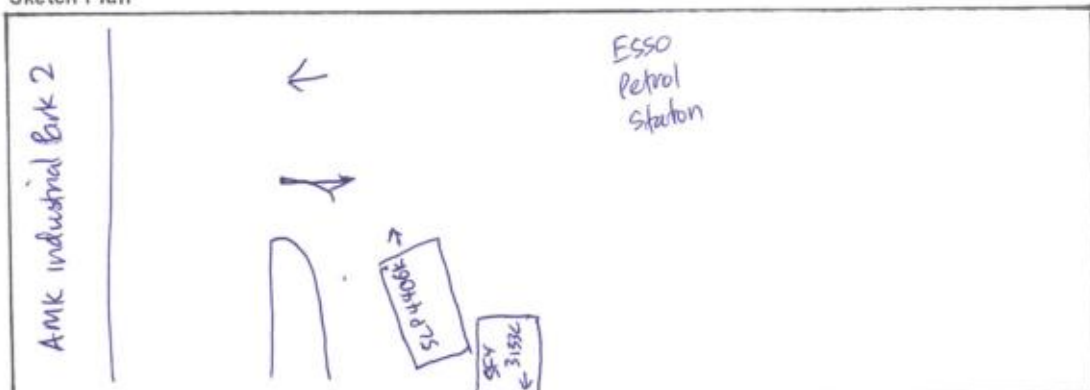 Sketch Plan
AMK industrial Park 2
Esso
Petrol
Station
SLP4406K
SFY
3153C